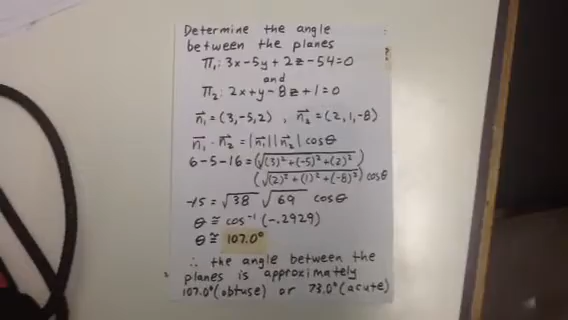 Determine the angle
between the planes
π₁: 3x-5y+2z-54=0
and
π₂: 2x+y-8z+1=0
n₁=(3,-5,2), n₂=(2,1,-8)
n₁·n₂=|n₁||n₂|cosθ
6-5-16=(√(3)²+(-5)²+(2)²)
(√(2)²+(1)²+(-8)²)cosθ
-15=√38 √69 cosθ
θ≅cos⁻¹(-.2929)
θ≅107.0°
∴ the angle between the
planes is approximately
107.0°(obtuse) or 73.0°(acute)